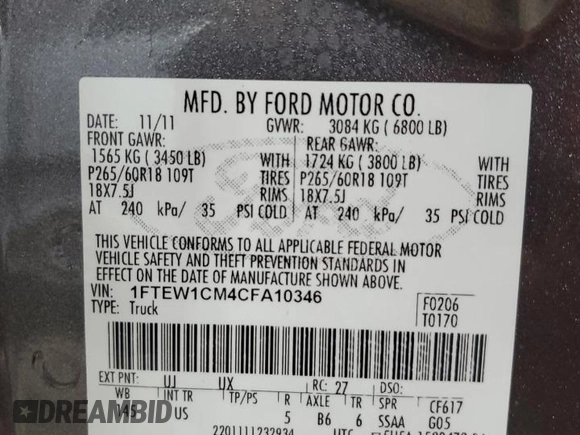 MFD. BY FORD MOTOR CO.
DATE: 11/11 GVWR: 3084 KG ( 6800 LB)
FRONT GAWR: REAR GAWR:
1565 KG ( 3450 LB) WITH 1724 KG ( 3800 LB) WITH
P265/60R18 109T TIRES P265/60R18 109T TIRES
18X7.5J RIMS 18X7.5J RIMS
AT 240 kPa/ 35 PSI COLD AT 240 kPa/ 35 PSI COLD
THIS VEHICLE CONFORMS TO ALL APPLICABLE FEDERAL MOTOR
VEHICLE SAFETY AND THEFT PREVENTION STANDARDS IN
EFFECT ON THE DATE OF MANUFACTURE SHOWN ABOVE.
VIN: 1FTEW1CM4CFA10346 F0206
TYPE: Truck T0170
EXT PNT: UJ UX RC: 27 DSO:
WB TP/PS R AXLE TR SPR CF617
145 US 5 B6 6 SSAA G05
2201111232934 UTC
DREAMBID